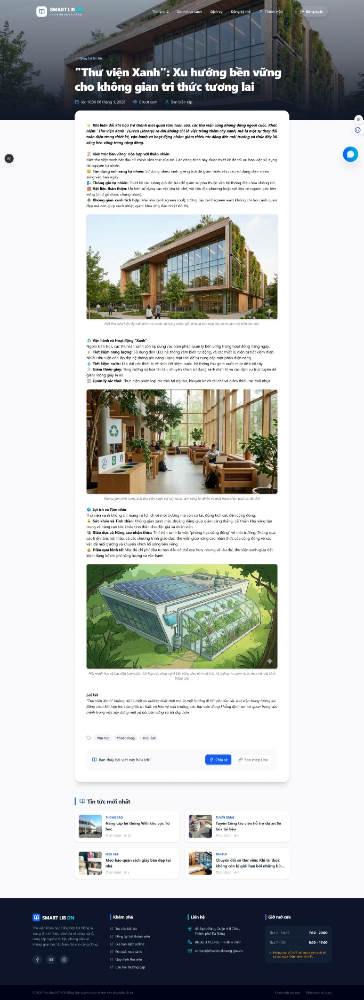 SMART LIB DN
THƯ VIỆN SỐ ĐÀ NẴNG
Trang chủ
Danh mục sách
Dịch vụ
Đăng ký thẻ
Thành viên
Đăng xuất
Quay lại tin tức
"Thư viện Xanh": Xu hướng bền vững
cho không gian tri thức tương lai
lúc 10:36 06 tháng 1, 2026
0 lượt xem
Ban biên tập
Khi biến đổi khí hậu trở thành mối quan tâm toàn cầu, các thư viện cũng không đứng ngoài cuộc. Khái
niệm "Thư viện Xanh" (Green Library) ra đời không chỉ là việc trồng thêm cây xanh, mà là một sự thay đổi
toàn diện trong thiết kế, vận hành và hoạt động nhằm giảm thiểu tác động đến môi trường và thúc đẩy lối
sống bền vững trong cộng đồng.
Kiến trúc bền vững: Hòa hợp với thiên nhiên
Một thư viện xanh bắt đầu từ chính kiến trúc của nó. Các công trình này được thiết kế để tối ưu hóa việc sử dụng
tài nguyên tự nhiên.
Tận dụng ánh sáng tự nhiên: Sử dụng nhiều kính, giếng trời để giảm thiểu nhu cầu sử dụng điện chiếu
sáng vào ban ngày.
Thông gió tự nhiên: Thiết kế các luồng gió đối lưu để giảm sự phụ thuộc vào hệ thống điều hòa không khí.
Vật liệu thân thiện: Ưu tiên sử dụng các vật liệu tái chế, vật liệu địa phương hoặc vật liệu có nguồn gốc bền
vững (như gỗ được chứng nhận).
Không gian xanh tích hợp: Mái nhà xanh (green roof), tường cây xanh (green wall) không chỉ tạo cảnh quan
đẹp mà còn giúp cách nhiệt, giảm hiệu ứng đảo nhiệt đô thị.
Một thư viện hiện đại với kiến trúc xanh, sử dụng nhiều gỗ, kính và tích hợp cây xanh vào mặt tiền tòa nhà.
Vận hành và Hoạt động "Xanh"
Ngoài kiến trúc, các thư viện xanh còn áp dụng các biện pháp quản lý bền vững trong hoạt động hàng ngày.
Tiết kiệm năng lượng: Sử dụng đèn LED, hệ thống cảm biến tự động, và các thiết bị điện tử tiết kiệm điện.
Nhiều thư viện còn lắp đặt hệ thống pin năng lượng mặt trời để tự cung cấp một phần điện năng.
Tiết kiệm nước: Lắp đặt các thiết bị vệ sinh tiết kiệm nước, hệ thống thu gom nước mưa để tưới cây.
Giảm thiểu giấy: Tăng cường số hóa tài liệu, khuyến khích sử dụng sách điện tử và các dịch vụ trực tuyến để
giảm lượng giấy in ấn.
Quản lý rác thải: Thực hiện phân loại rác thải tại nguồn, khuyến khích tái chế và giảm thiểu rác thải nhựa.
Không gian bên trong một thư viện xanh với cây xanh, ánh sáng tự nhiên và một trạm phân loại rác tái chế.
Lợi ích và Tầm nhìn
Thư viện xanh không chỉ mang lại lợi ích về môi trường mà còn có tác động tích cực đến cộng đồng.
Sức khỏe và Tinh thần: Không gian xanh mát, thoáng đãng giúp giảm căng thẳng, cải thiện khả năng tập
trung và nâng cao sức khỏe tinh thần cho độc giả và nhân viên.
Giáo dục và Nâng cao nhận thức: Thư viện xanh là một "phòng học sống động" về môi trường. Thông qua
các triển lãm, hội thảo, và các chương trình giáo dục, thư viện giúp nâng cao nhận thức của cộng đồng về các
vấn đề môi trường và khuyến khích lối sống bền vững.
Hiệu quả kinh tế: Mặc dù chi phí đầu tư ban đầu có thể cao hơn, nhưng về lâu dài, thư viện xanh giúp tiết
kiệm đáng kể chi phí năng lượng và vận hành.
Một minh họa về thư viện tương lai, tích hợp các công nghệ bền vững như pin mặt trời, hệ thống thu gom nước mưa và nhà kính
trồng cây.
Lời kết
"Thư viện Xanh" không chỉ là một xu hướng nhất thời mà là một hướng đi tất yếu của các thư viện trong tương lai.
Bằng cách kết hợp hài hòa giữa tri thức và bảo vệ môi trường, các thư viện đang khẳng định vai trò quan trọng của
mình trong việc xây dựng một xã hội bền vững và tốt đẹp hơn.
#tin-tuc
#hoat-dong
#noi-bat
Bạn thấy bài viết này hữu ích?
Chia sẻ
Sao chép Link
Tin tức mới nhất
THÔNG BÁO
Nâng cấp hệ thống Wifi khu vực Tự
học
8/1/2026
10
TUYỂN DỤNG
Tuyển Cộng tác viên hỗ trợ dự án Số
hóa tài liệu
7/1/2026
1
MẸO VẶT
Mẹo bảo quản sách giấy bền đẹp tại
nhà
6/1/2026
1
TIN-TUC
Chuyển đổi số thư viện: Khi tri thức
không còn bị giới hạn bởi những bứ...
6/1/2026
0
SMART LIB DN
Thư viện Khoa học Tổng hợp Đà Nẵng là
trung tâm tri thức, văn hóa và công nghệ,
cung cấp nguồn tài liệu phong phú và
không gian học tập hiện đại cho cộng đồng.
Khám phá
Tra cứu tài liệu
Đăng ký thẻ thành viên
Gia hạn sách online
Đề xuất mua sách
Quy định thư viện
Câu hỏi thường gặp
Liên hệ
46 Bạch Đằng, Quận Hải Châu,
Thành phố Đà Nẵng
(0236) 3.123.456 - Hotline 24/7
contact@thuvien.danang.gov.vn
Giờ mở cửa
Thứ 2 - Thứ 6
7:30 - 20:00
Thứ 7 - CN
8:00 - 17:00
Phòng đọc số 24/7 mở cửa xuyên suốt tất
cả các ngày (Dành cho thẻ VIP).
© 2024 Thư viện KHTH Đà Nẵng. Bản quyền thuộc về sinh viên thực hiện đồ án.
Chính sách bảo mật
Điều khoản sử dụng